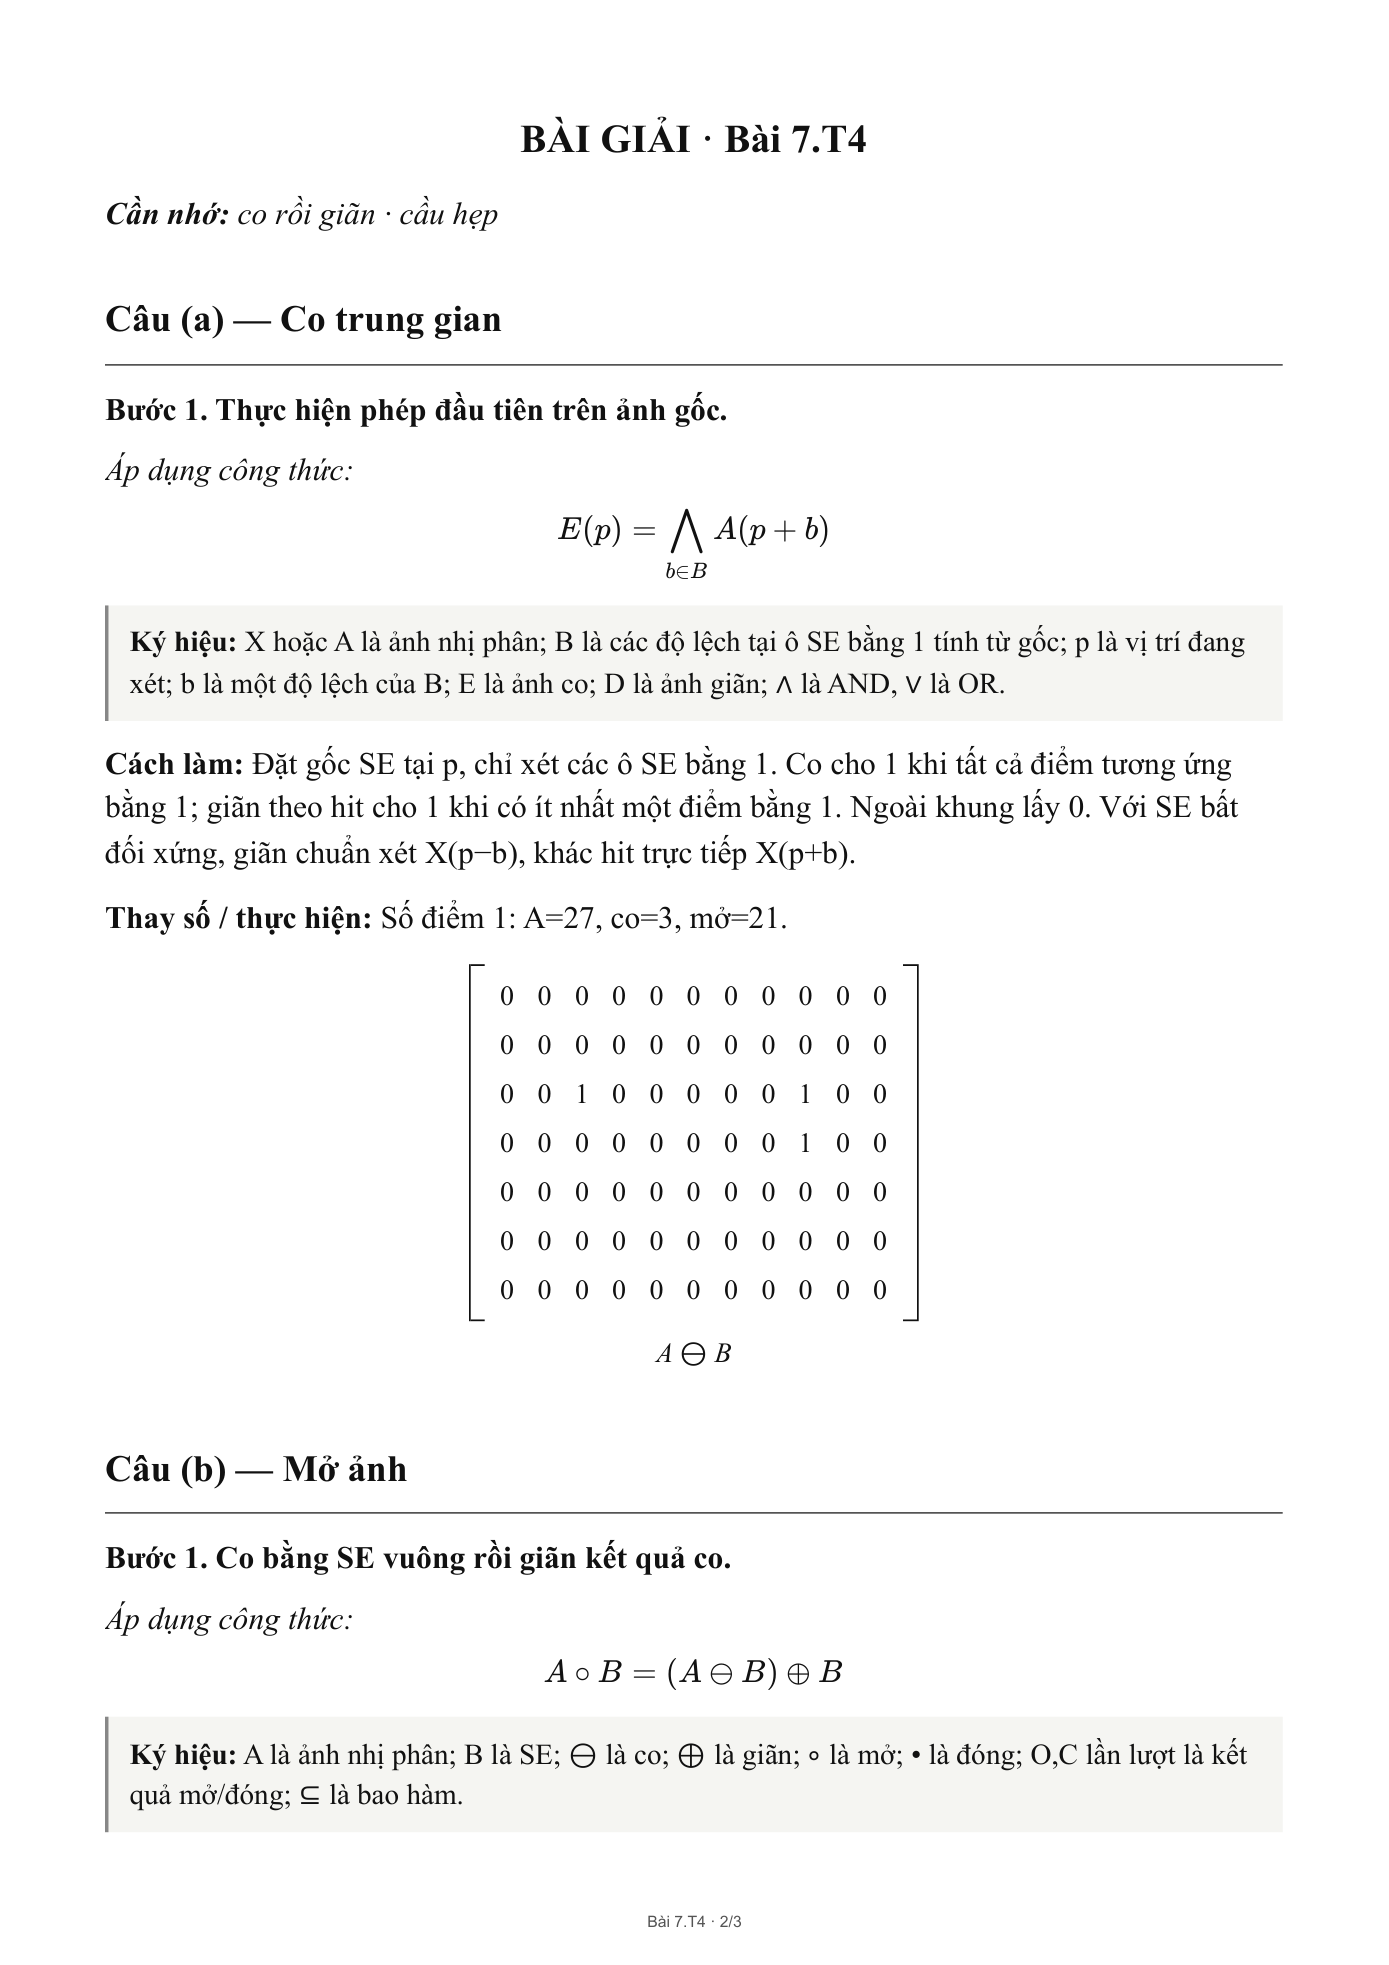 BÀI GIẢI · Bài 7.T4
Cần nhớ: co rồi giãn · cầu hẹp
Câu (a) — Co trung gian
Bước 1. Thực hiện phép đầu tiên trên ảnh gốc.
Áp dụng công thức:
E(p) = ⋀ A(p + b)
b∈B
Ký hiệu: X hoặc A là ảnh nhị phân; B là các độ lệch tại ô SE bằng 1 tính từ gốc; p là vị trí đang
xét; b là một độ lệch của B; E là ảnh co; D là ảnh giãn; ∧ là AND, ∨ là OR.
Cách làm: Đặt gốc SE tại p, chỉ xét các ô SE bằng 1. Co cho 1 khi tất cả điểm tương ứng
bằng 1; giãn theo hit cho 1 khi có ít nhất một điểm bằng 1. Ngoài khung lấy 0. Với SE bất
đối xứng, giãn chuẩn xét X(p−b), khác hit trực tiếp X(p+b).
Thay số / thực hiện: Số điểm 1: A=27, co=3, mở=21.
0 0 0 0 0 0 0 0 0 0 0
0 0 0 0 0 0 0 0 0 0 0
0 0 1 0 0 0 0 0 1 0 0
0 0 0 0 0 0 0 0 1 0 0
0 0 0 0 0 0 0 0 0 0 0
0 0 0 0 0 0 0 0 0 0 0
0 0 0 0 0 0 0 0 0 0 0
A ⊖ B
Câu (b) — Mở ảnh
Bước 1. Co bằng SE vuông rồi giãn kết quả co.
Áp dụng công thức:
A ∘ B = (A ⊖ B) ⊕ B
Ký hiệu: A là ảnh nhị phân; B là SE; ⊖ là co; ⊕ là giãn; ∘ là mở; • là đóng; O,C lần lượt là kết
quả mở/đóng; ⊆ là bao hàm.
Bài 7.T4 · 2/3